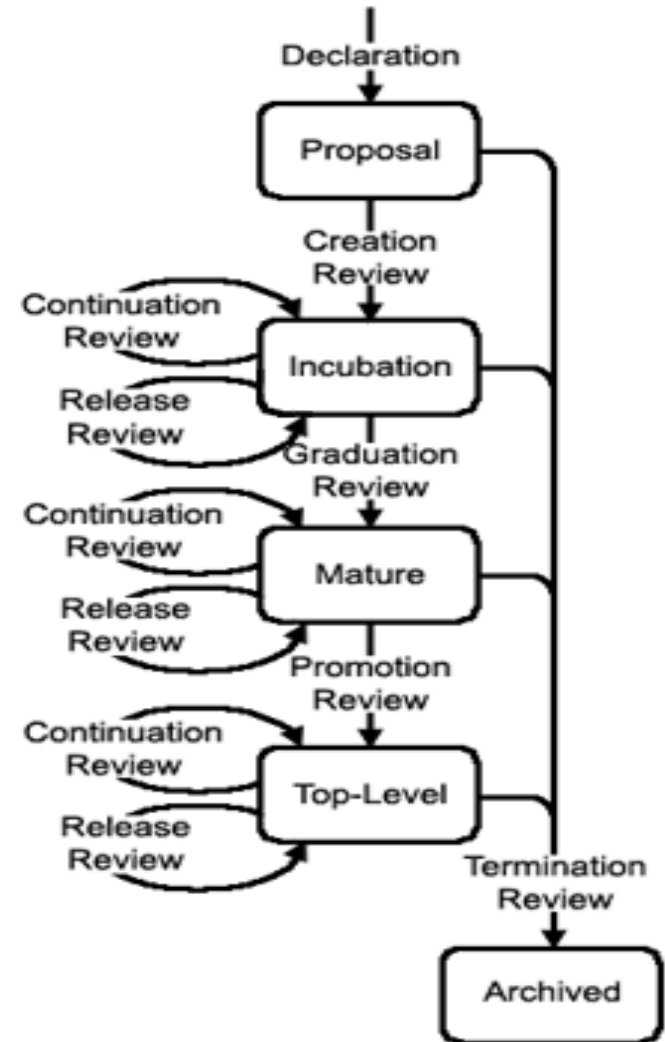 Declaration
Proposal
Creation
Review
Continuation
Review
Incubation
Release
Review
Graduation
Review
Continuation
Review
Mature
Release
Review
Promotion
Review
Continuation
Review
Top-Level
Release
Review
Termination
Review
Archived